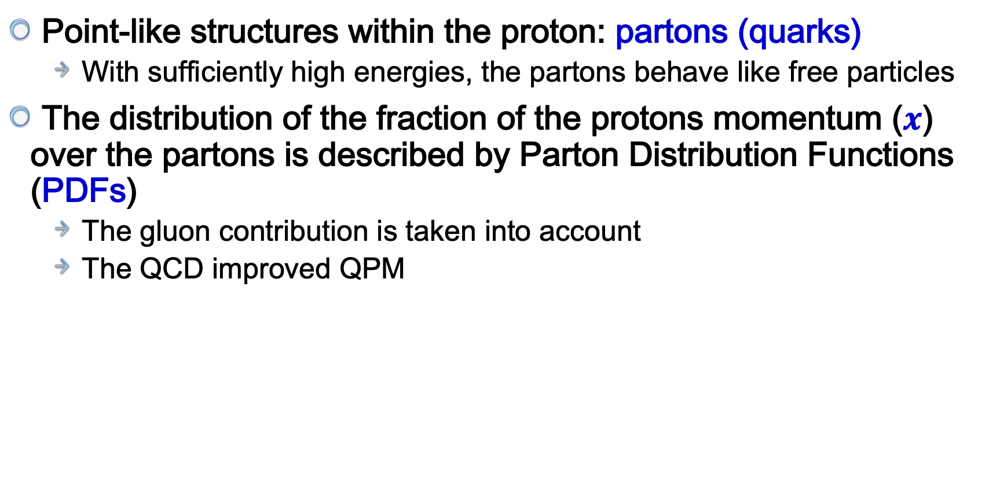 Point-like structures within the proton: partons (quarks)
With sufficiently high energies, the partons behave like free particles
The distribution of the fraction of the protons momentum (x)
over the partons is described by Parton Distribution Functions
(PDFs)
The gluon contribution is taken into account
The QCD improved QPM